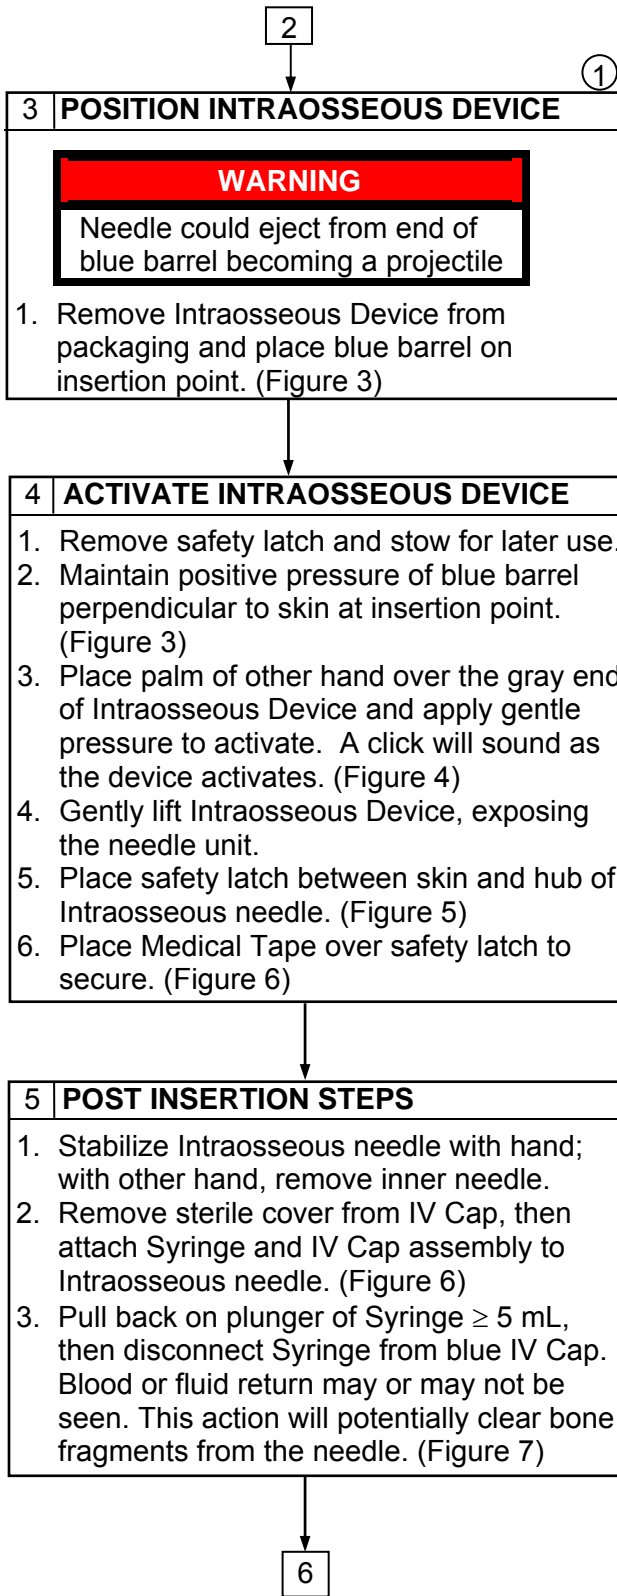 2
1
3 POSITION INTRAOSSEOUS DEVICE
WARNING
Needle could eject from end of
blue barrel becoming a projectile
1. Remove Intraosseous Device from
packaging and place blue barrel on
insertion point. (Figure 3)
4 ACTIVATE INTRAOSSEOUS DEVICE
1. Remove safety latch and stow for later use.
2. Maintain positive pressure of blue barrel
perpendicular to skin at insertion point.
(Figure 3)
3. Place palm of other hand over the gray end
of Intraosseous Device and apply gentle
pressure to activate. A click will sound as
the device activates. (Figure 4)
4. Gently lift Intraosseous Device, exposing
the needle unit.
5. Place safety latch between skin and hub of
Intraosseous needle. (Figure 5)
6. Place Medical Tape over safety latch to
secure. (Figure 6)
5 POST INSERTION STEPS
1. Stabilize Intraosseous needle with hand;
with other hand, remove inner needle.
2. Remove sterile cover from IV Cap, then
attach Syringe and IV Cap assembly to
Intraosseous needle. (Figure 6)
3. Pull back on plunger of Syringe ≥ 5 mL,
then disconnect Syringe from blue IV Cap.
Blood or fluid return may or may not be
seen. This action will potentially clear bone
fragments from the needle. (Figure 7)
6